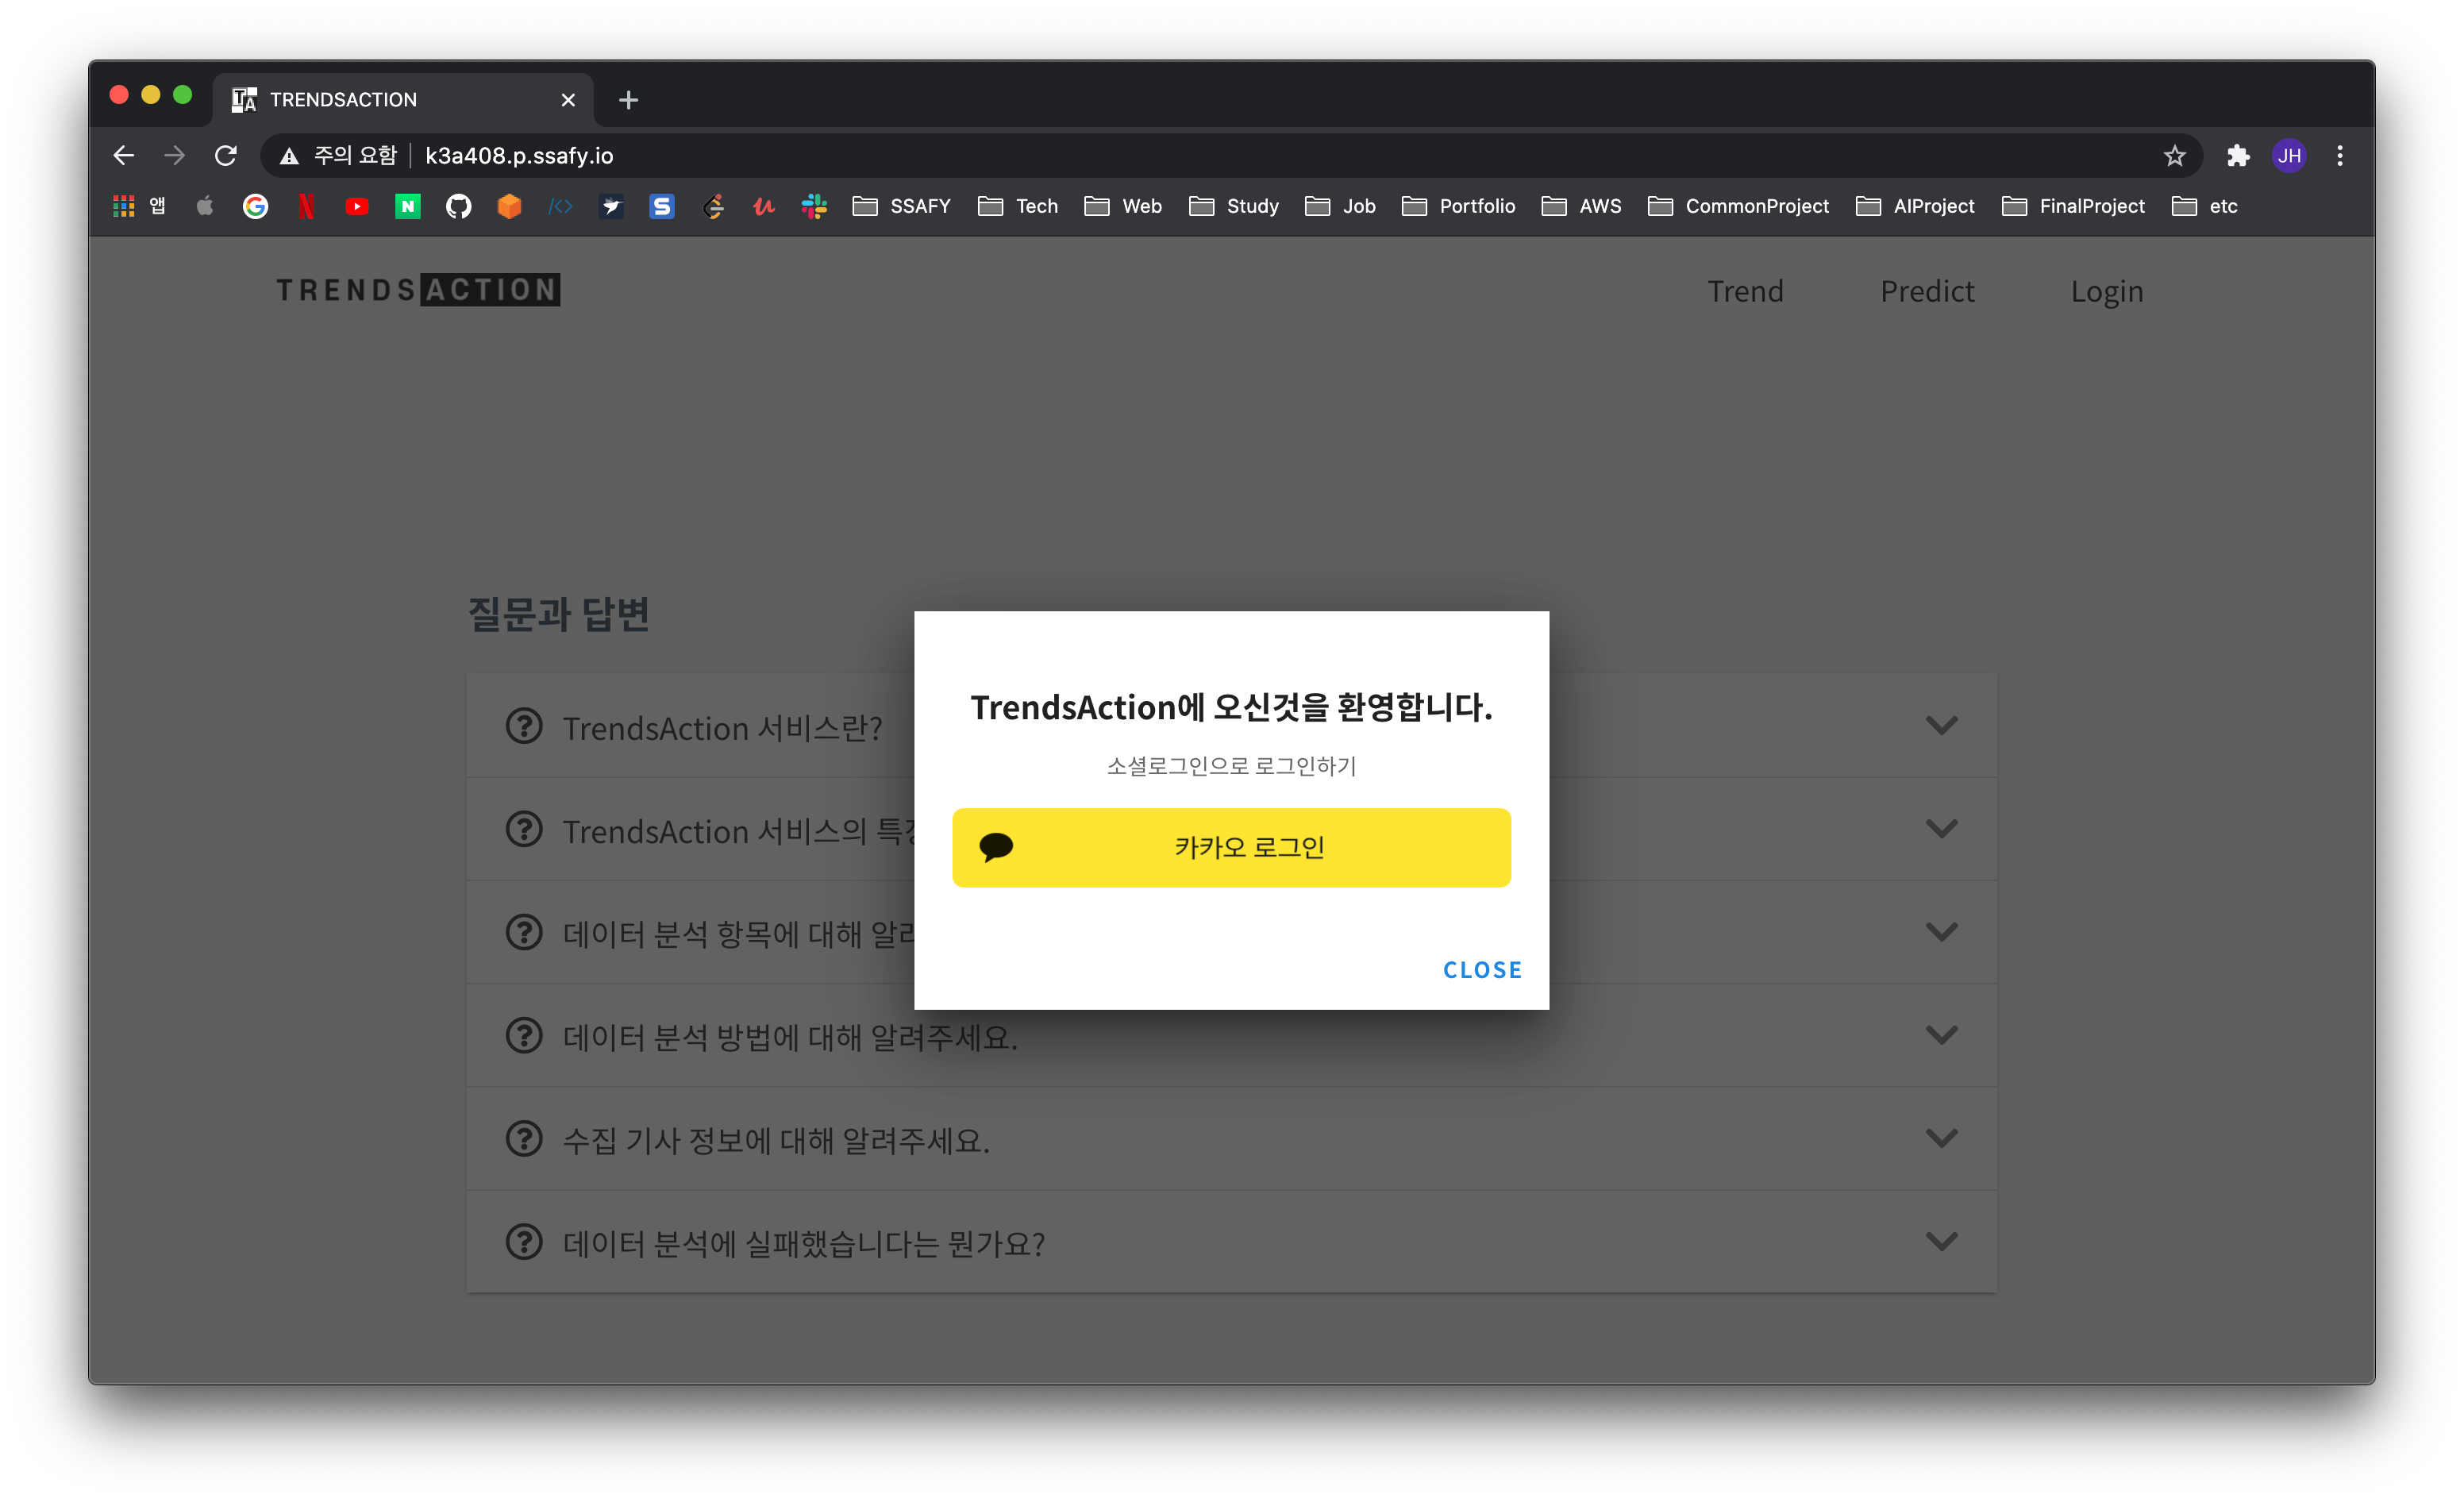 TRENDSACTION
주의 요함 k3a408.p.ssafy.io
JH
앱 SSAFY Tech Web Study Job Portfolio AWS CommonProject AIProject FinalProject etc
TRENDSACTION Trend Predict Login
질문과 답변
TrendsAction 서비스란?
TrendsAction 서비스의
데이터 분석 항목에 대해
데이터 분석 방법에 대해 알려주세요.
수집 기사 정보에 대해 알려주세요.
데이터 분석에 실패했습니다는 뭔가요?
TrendsAction에 오신것을 환영합니다.
소셜로그인으로 로그인하기
카카오 로그인
CLOSE